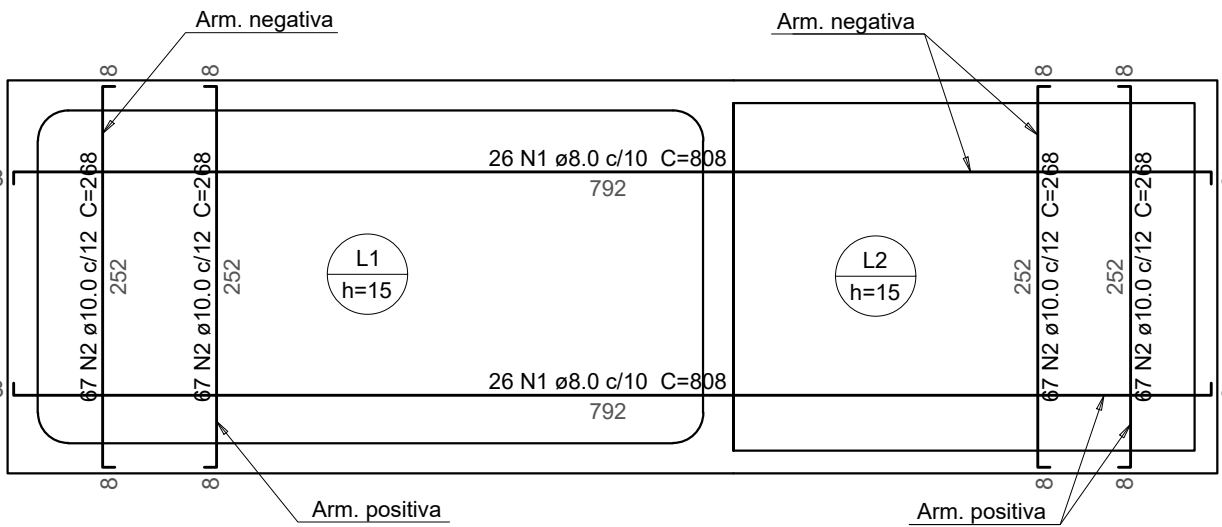 Arm. negativa
Arm. negativa
8
8
8
8
26 N1 ø8.0 c/10 C=808
792
67 N2 ø10.0 c/12 C=268
252
67 N2 ø10.0 c/12 C=268
252
L1
h=15
L2
h=15
67 N2 ø10.0 c/12 C=268
252
67 N2 ø10.0 c/12 C=268
252
26 N1 ø8.0 c/10 C=808
792
8
8
8
8
Arm. positiva
Arm. positiva